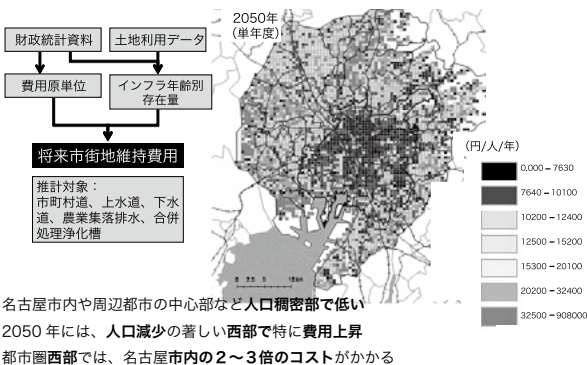 財政統計資料
土地利用データ
費用原単位
インフラ年齢別
存在量
将来市街地維持費用
推計対象：
市町村道、上水道、下水
道、農業集落排水、合併
処理浄化槽
2050年
（単年度）
(円/人/年)
0.000 – 7630
7640 – 10100
10200 – 12400
12500 – 15200
15300 – 20100
20200 – 32400
32500 – 908000
名古屋市内や周辺都市の中心部など人口稠密部で低い
2050 年には、人口減少の著しい西部で特に費用上昇
都市圏西部では、名古屋市内の２〜３倍のコストがかかる